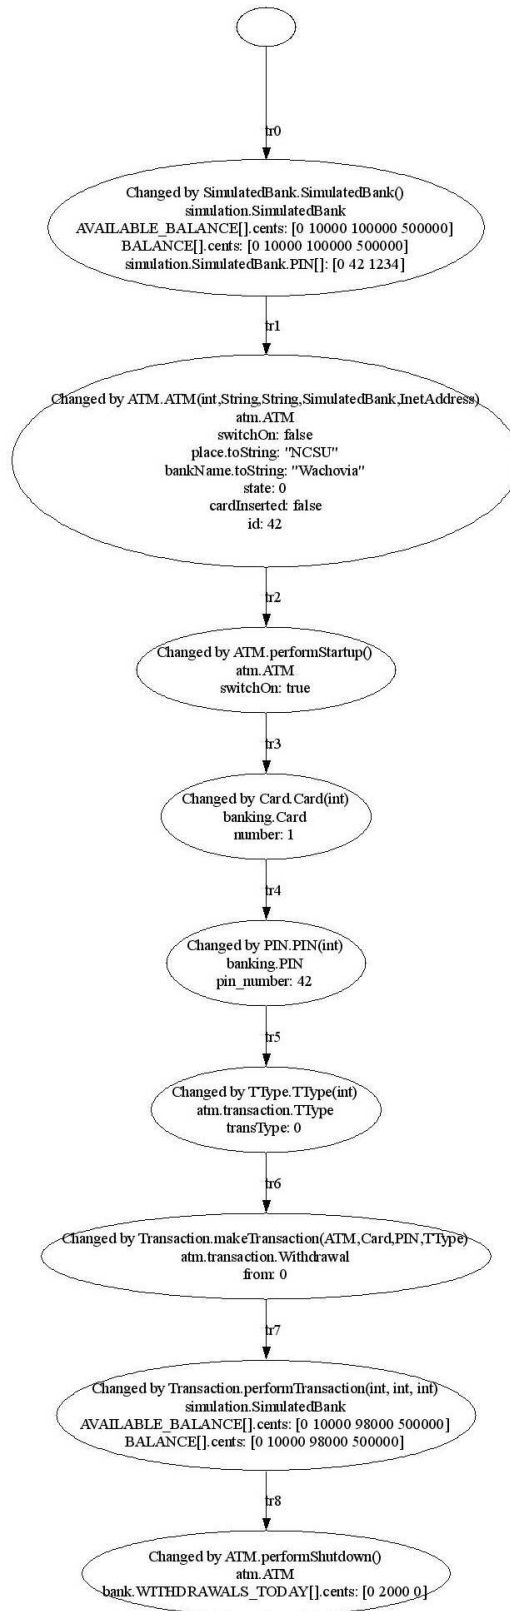 tr0
Changed by SimulatedBank.SimulatedBank()
simulation.SimulatedBank
AVAILABLE_BALANCE[].cents: [0 10000 100000 500000]
BALANCE[].cents: [0 10000 100000 500000]
simulation.SimulatedBank.PIN[]: [0 42 1234]
tr1
Changed by ATM.ATM(int,String,String,SimulatedBank,InetAddress)
atm.ATM
switchOn: false
place.toString: "NCSU"
bankName.toString: "Wachovia"
state: 0
cardInserted: false
id: 42
tr2
Changed by ATM.performStartup()
atm.ATM
switchOn: true
tr3
Changed by Card.Card(int)
banking.Card
number: 1
tr4
Changed by PIN.PIN(int)
banking.PIN
pin_number: 42
tr5
Changed by TType.TType(int)
atm.transaction.TType
transType: 0
tr6
Changed by Transaction.makeTransaction(ATM,Card,PIN,TType)
atm.transaction.Withdrawal
from: 0
tr7
Changed by Transaction.performTransaction(int, int, int)
simulation.SimulatedBank
AVAILABLE_BALANCE[].cents: [0 10000 98000 500000]
BALANCE[].cents: [0 10000 98000 500000]
tr8
Changed by ATM.performShutdown()
atm.ATM
bank.WITHDRAWALS_TODAY[].cents: [0 2000 0]